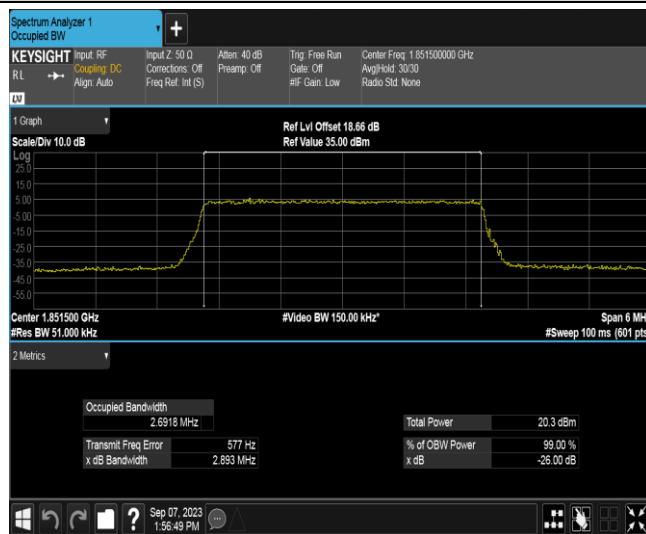 Spectrum Analyzer 1
Occupied BW
KEYSIGHT Input: RF Input Z: 50 Ω Atten: 40 dB Trig: Free Run Center Freq: 1.851500000 GHz
RL Coupling: DC Corrections: Off Preamp: Off Gate: Off Avg|Hold: 30/30
Align: Auto Freq Ref: Int (S) #IF Gain: Low Radio Std: None
LXI
1 Graph Ref Lvl Offset 18.66 dB
Scale/Div 10.0 dB Ref Value 35.00 dBm
Log
25.0
15.0
5.00
-5.00
-15.0
-25.0
-35.0
-45.0
-55.0
Center 1.851500 GHz #Video BW 150.00 kHz* Span 6 MH
#Res BW 51.000 kHz #Sweep 100 ms (601 pts
2 Metrics
Occupied Bandwidth
2.6918 MHz Total Power 20.3 dBm
Transmit Freq Error 577 Hz % of OBW Power 99.00 %
x dB Bandwidth 2.893 MHz x dB -26.00 dB
Sep 07, 2023
1:56:49 PM